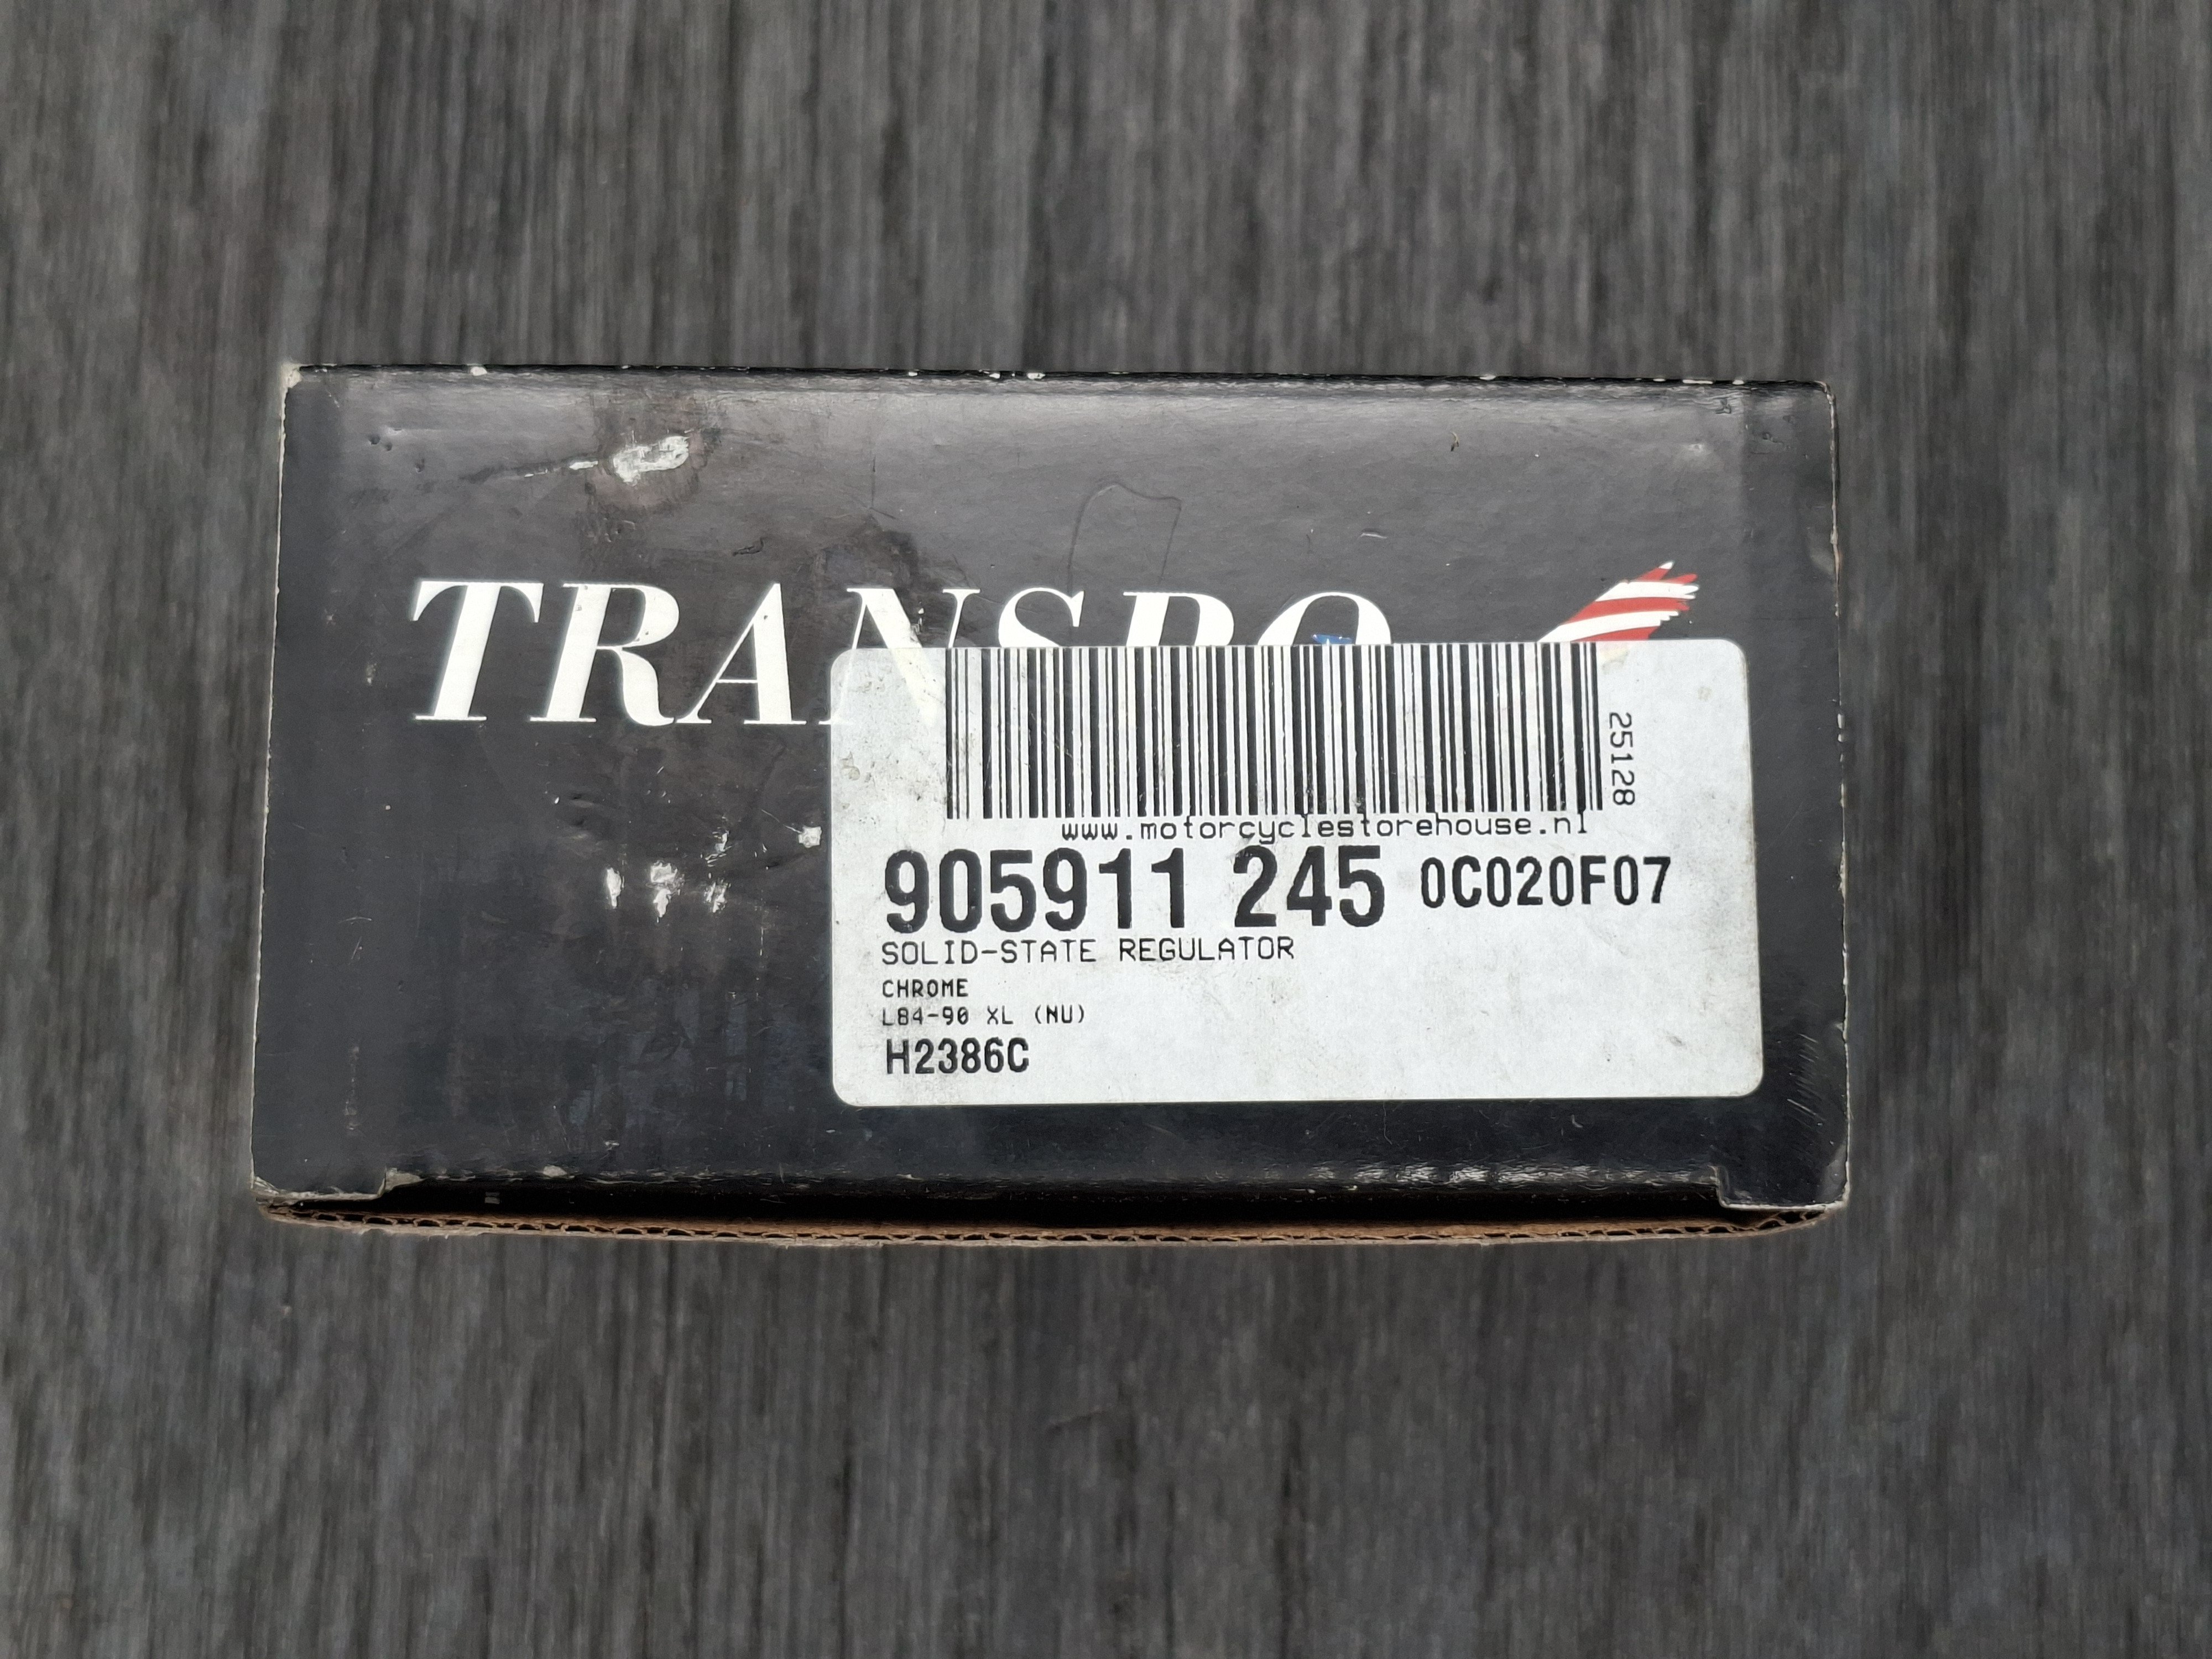 TRANSPO
25128
www.motorcyclestorehouse.nl
905911 245 0C020F07
SOLID-STATE REGULATOR
CHROME
L84-90 XL (NU)
H2386C